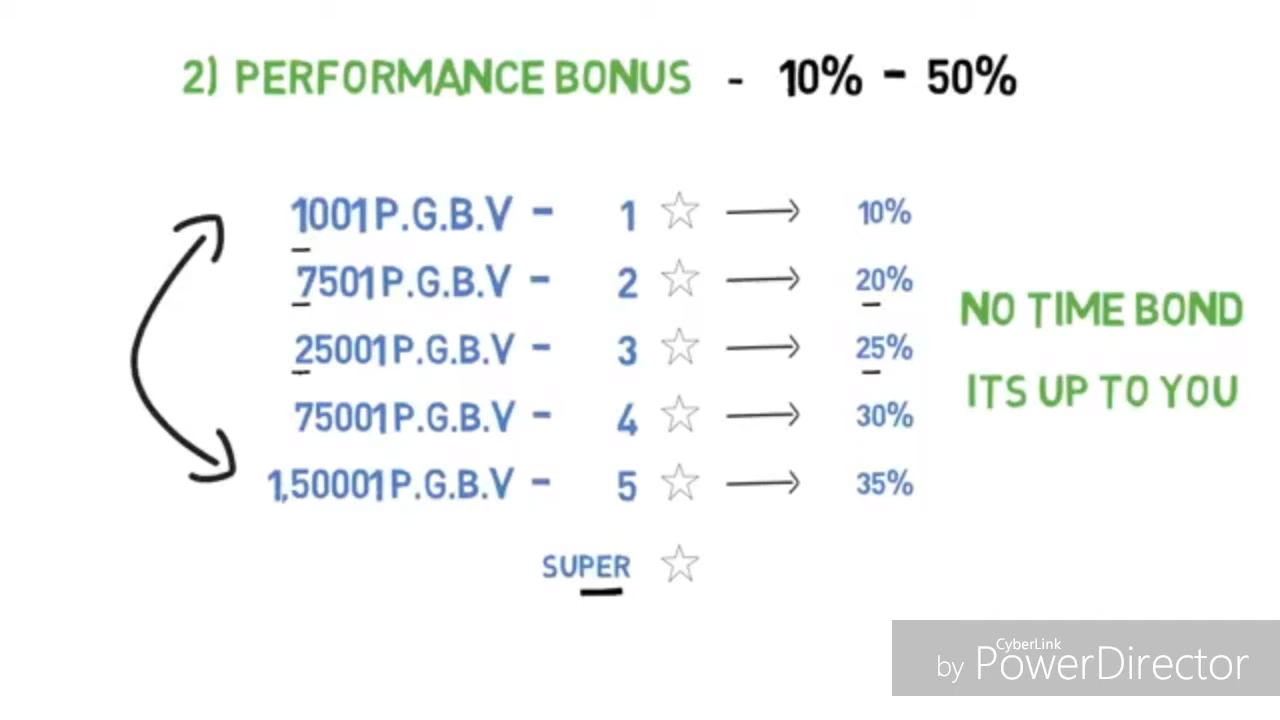 2) PERFORMANCE BONUS - 10% - 50%
1001 P.G.B.V - 1 ☆ → 10%
7501 P.G.B.V - 2 ☆ → 20%
25001 P.G.B.V - 3 ☆ → 25%
75001 P.G.B.V - 4 ☆ → 30%
1,50001 P.G.B.V - 5 ☆ → 35%
SUPER ☆
NO TIME BOND
ITS UP TO YOU
CyberLink
by PowerDirector